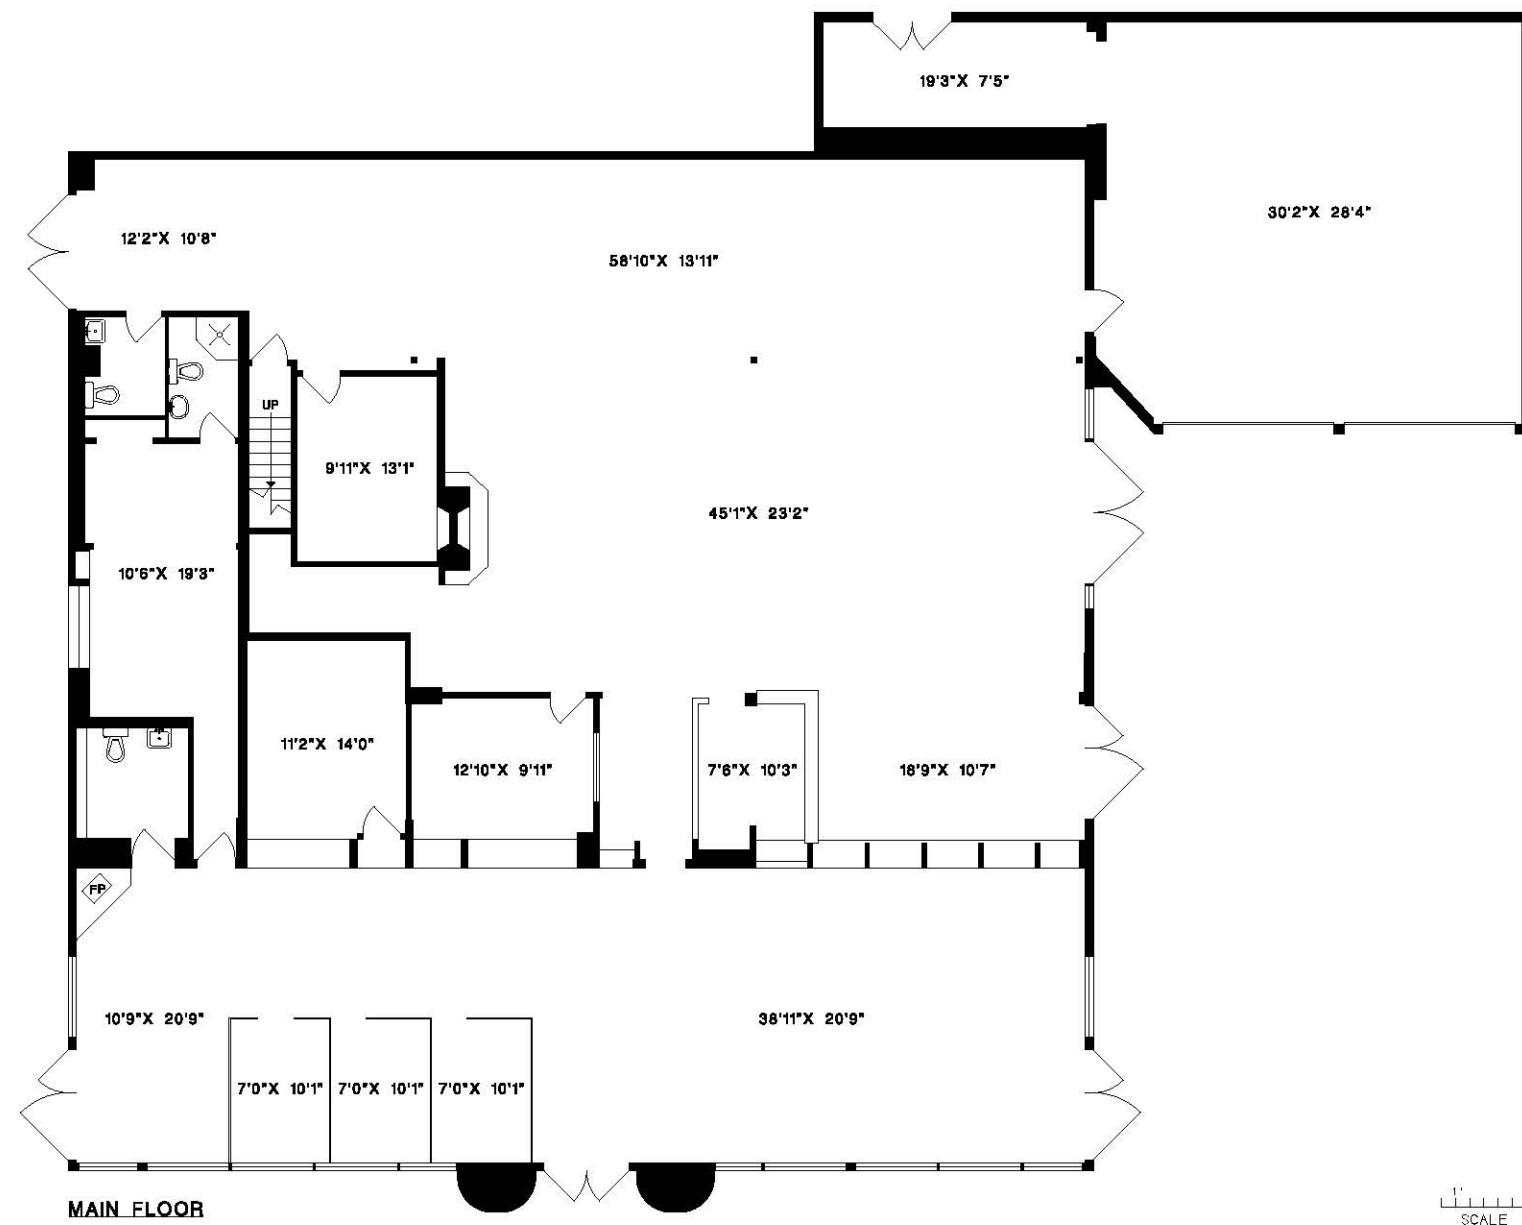 19'3"X 7'5"
30'2"X 28'4"
12'2"X 10'8"
58'10"X 13'11"
UP
9'11"X 13'1"
45'1"X 23'2"
10'6"X 19'3"
11'2"X 14'0"
12'10"X 9'11"
7'6"X 10'3"
18'9"X 10'7"
FP
10'9"X 20'9"
38'11"X 20'9"
7'0"X 10'1"
7'0"X 10'1"
7'0"X 10'1"
MAIN FLOOR
1'
SCALE